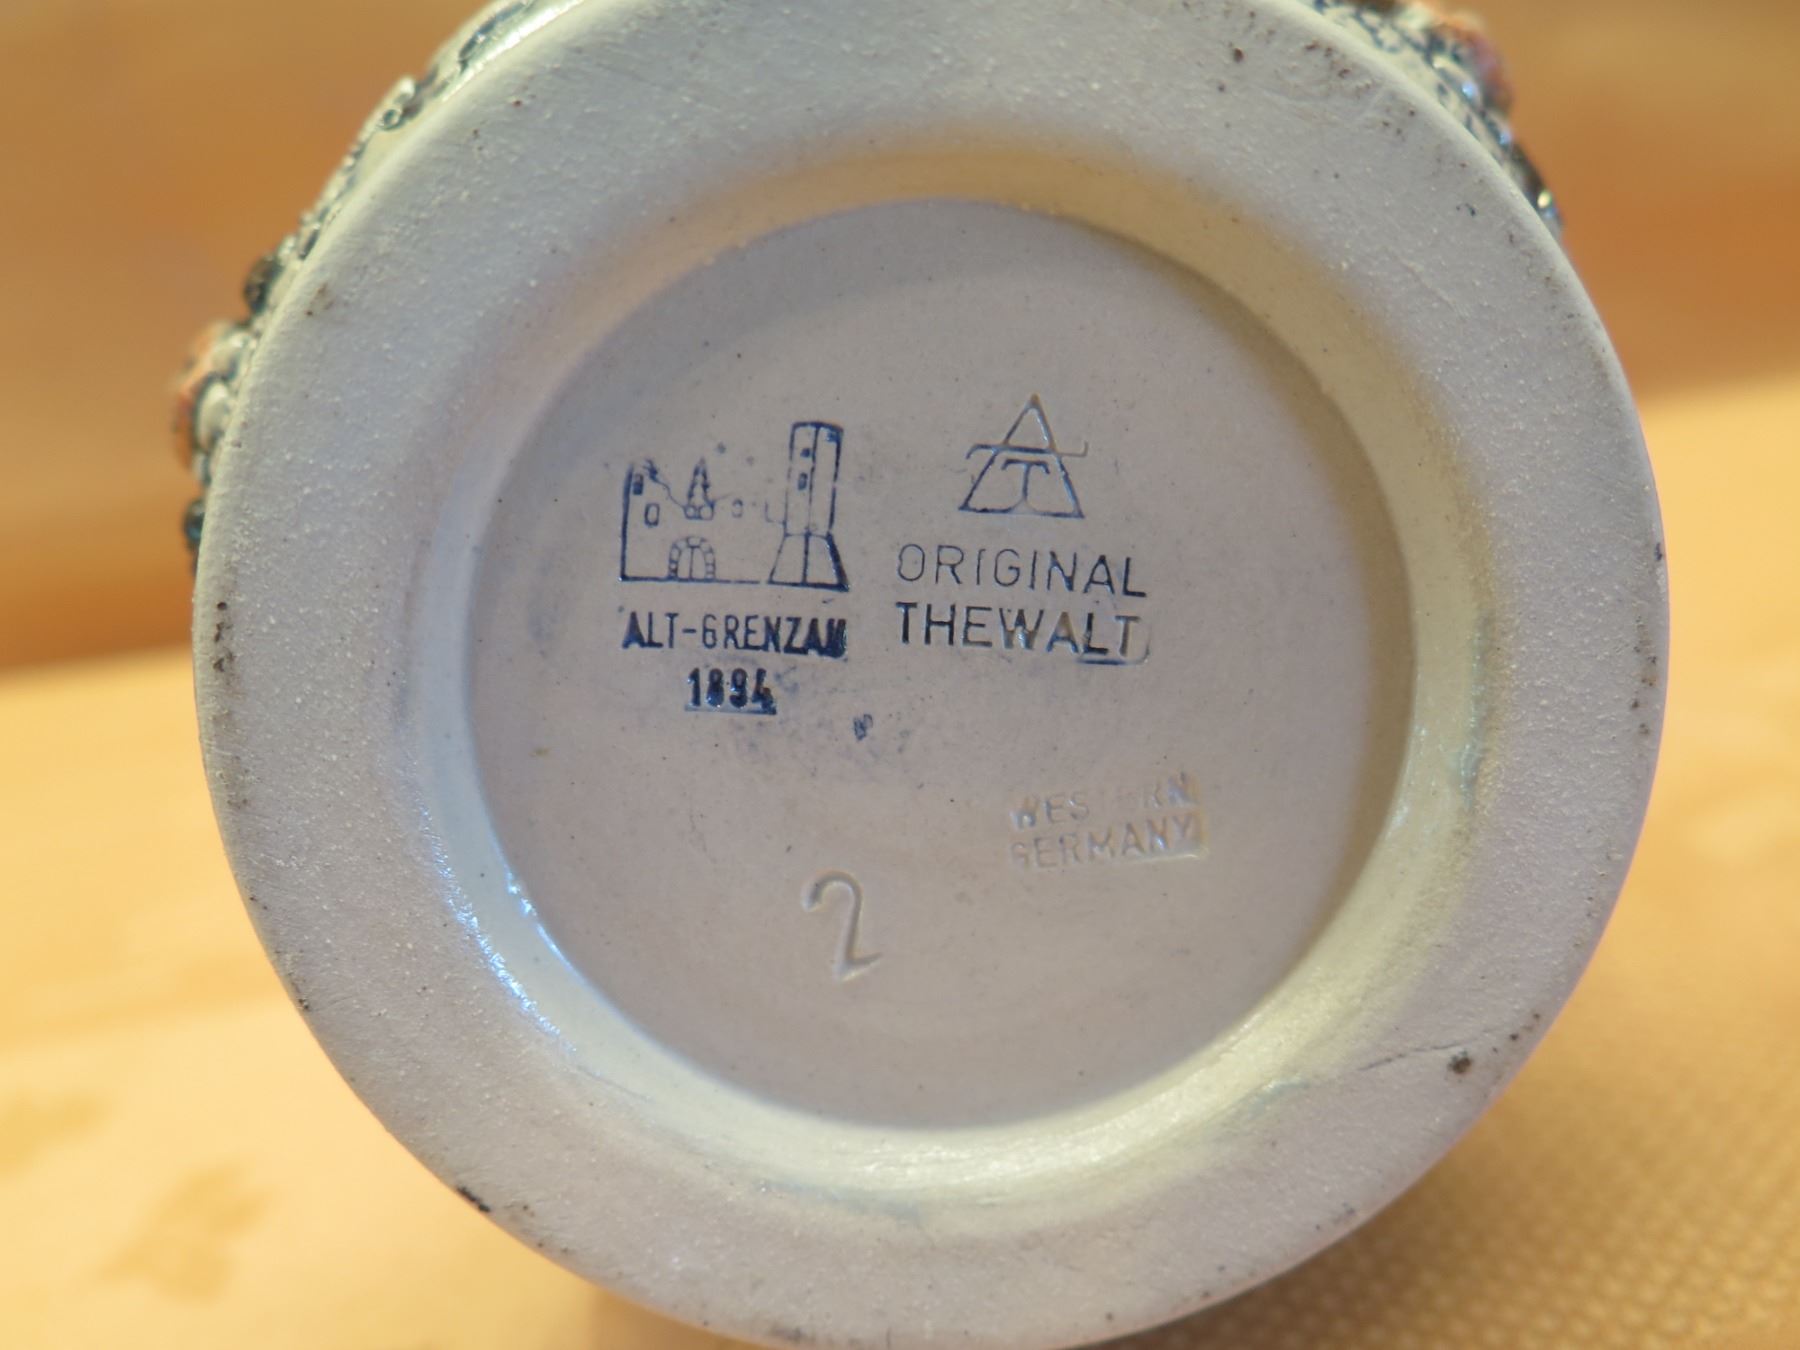 ALT-GRENZAU
1894
ORIGINAL
THEWALT
WESTERN
GERMANY
2